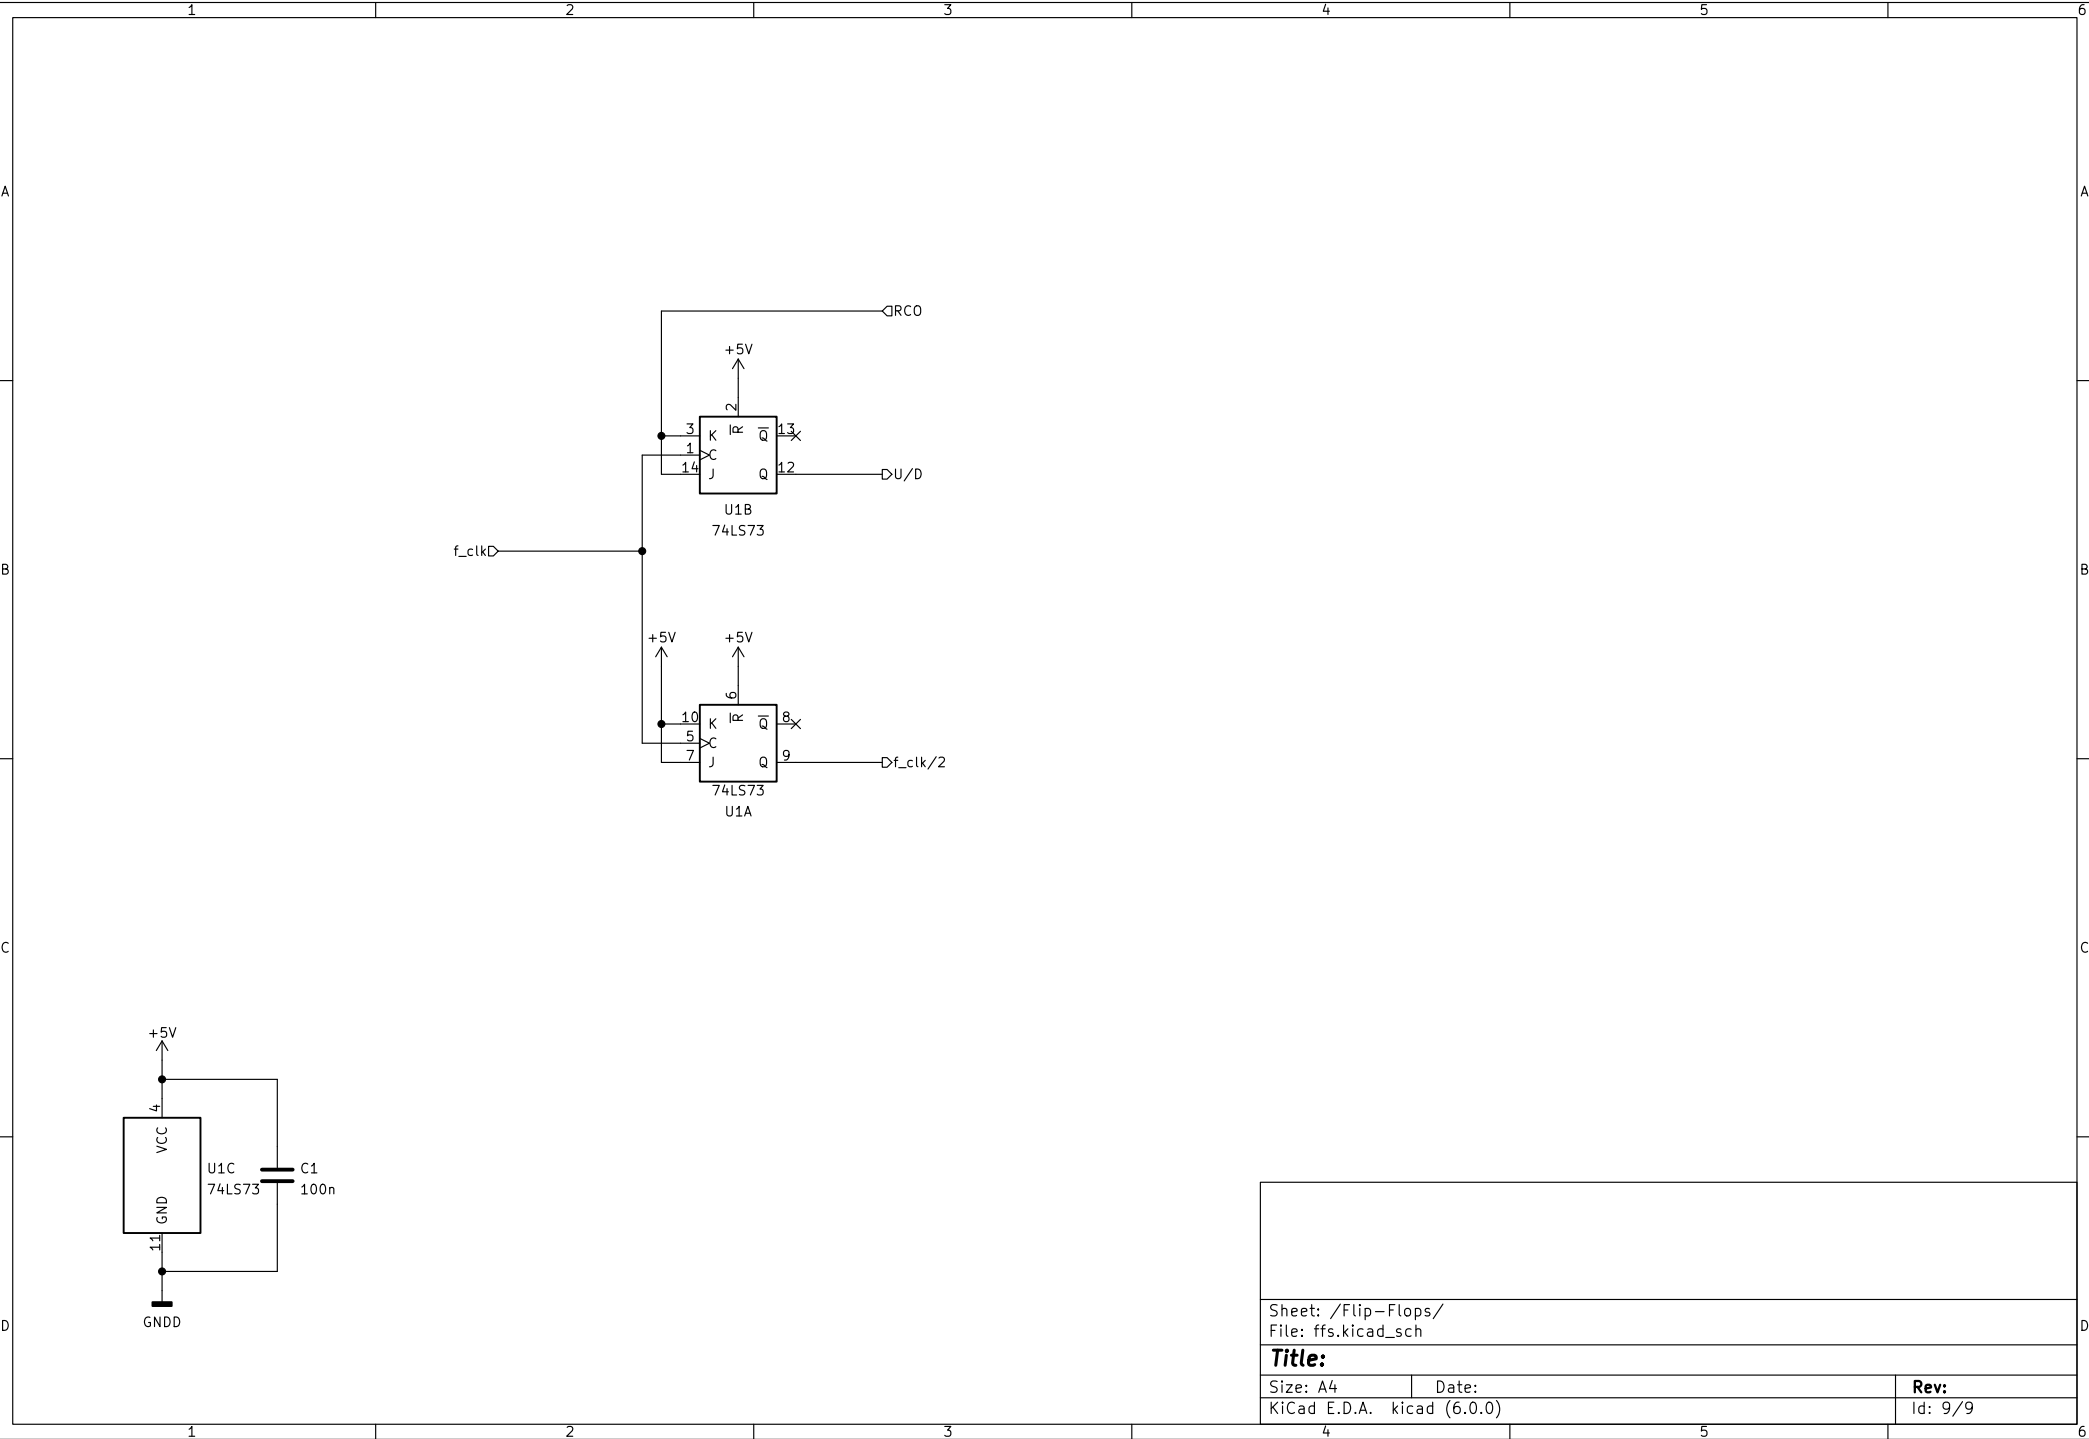 1 2 3 4 5 6
A A
RCO
+5V
2
3 K R Q 13
1 C
14 J Q 12 U/D
U1B
74LS73
f_clk
B B
+5V +5V
6
10 K R Q 8
5 C
7 J Q 9 f_clk/2
74LS73
U1A
C C
+5V
4
VCC
U1C C1
74LS73 100n
GND
11
GNDD
D D
Sheet: /Flip-Flops/
File: ffs.kicad_sch
Title:
Size: A4 Date: Rev:
KiCad E.D.A. kicad (6.0.0) Id: 9/9
1 2 3 4 5 6